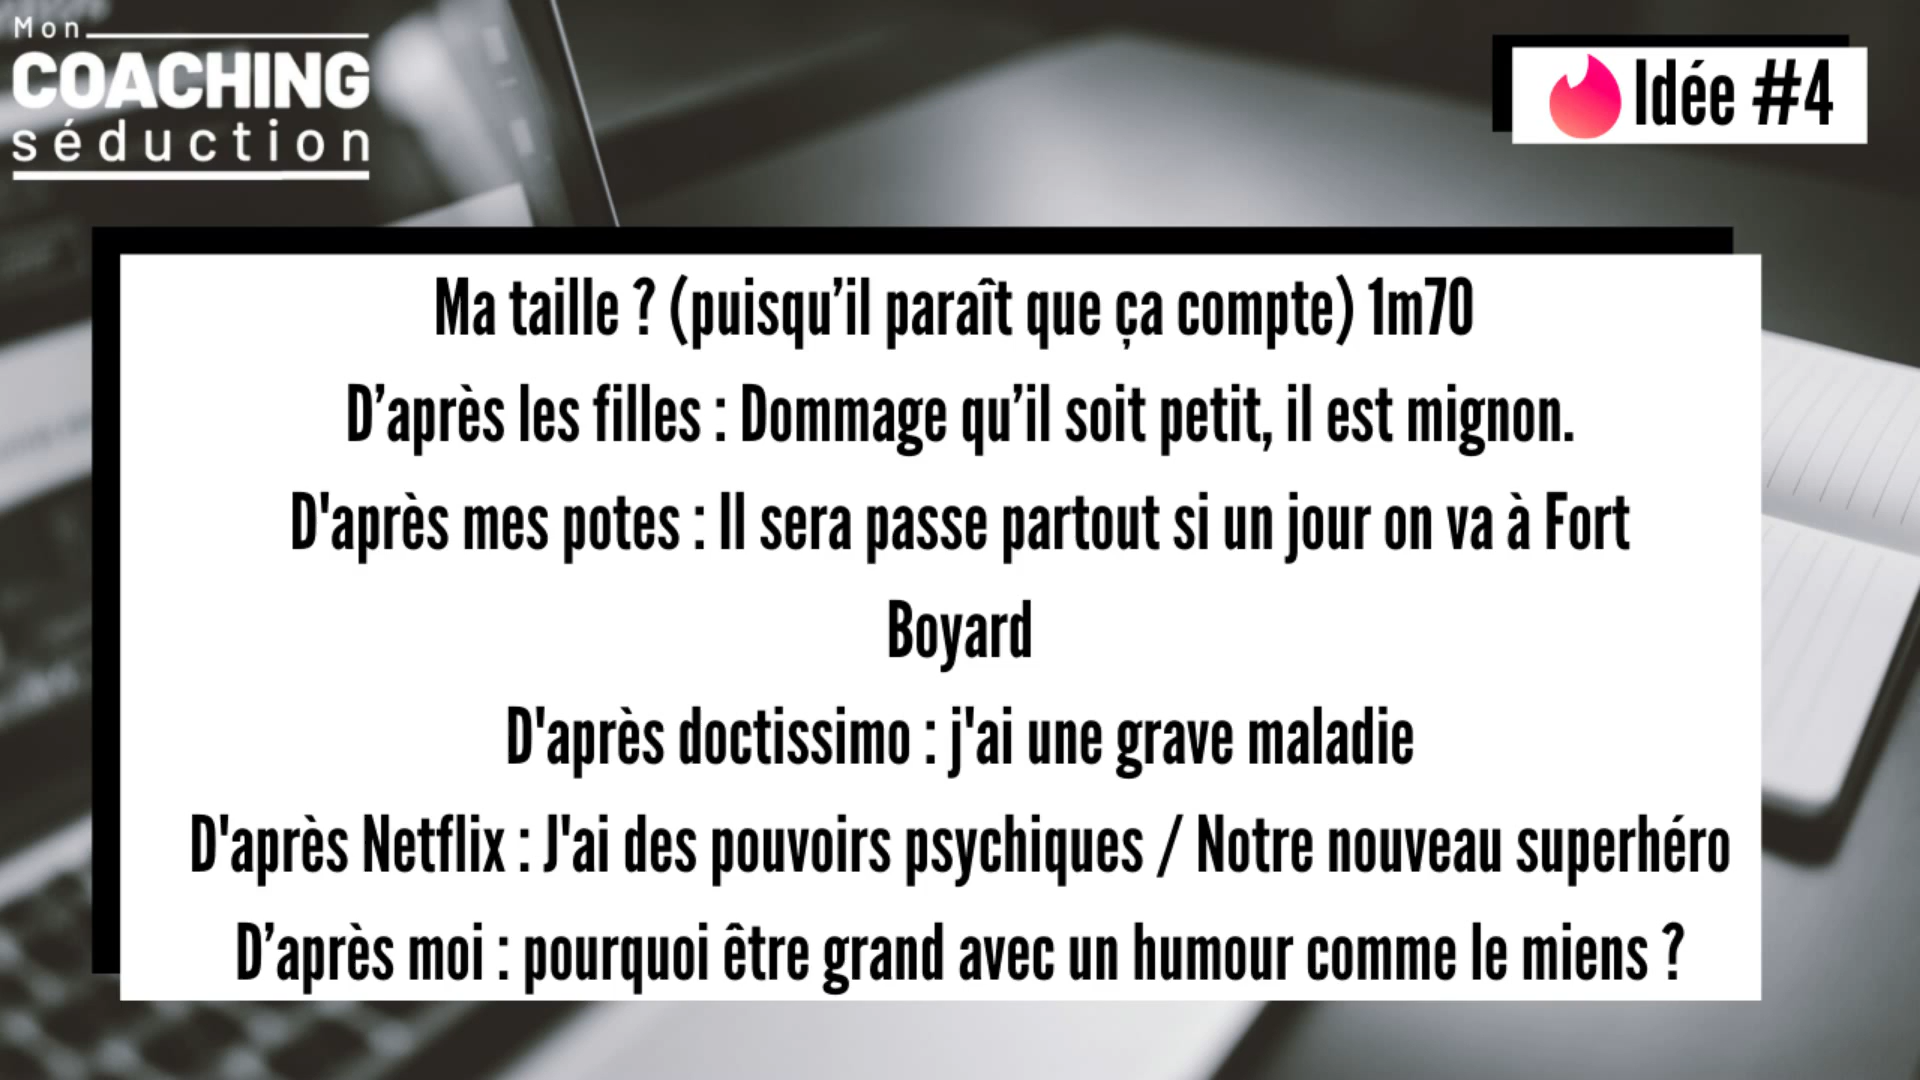 Mon
COACHING
séduction
Idée #4
Ma taille ? (puisqu’il paraît que ça compte) 1m70
D’après les filles : Dommage qu’il soit petit, il est mignon.
D'après mes potes : Il sera passe partout si un jour on va à Fort
Boyard
D'après doctissimo : j'ai une grave maladie
D'après Netflix : J'ai des pouvoirs psychiques / Notre nouveau superhéro
D’après moi : pourquoi être grand avec un humour comme le miens ?